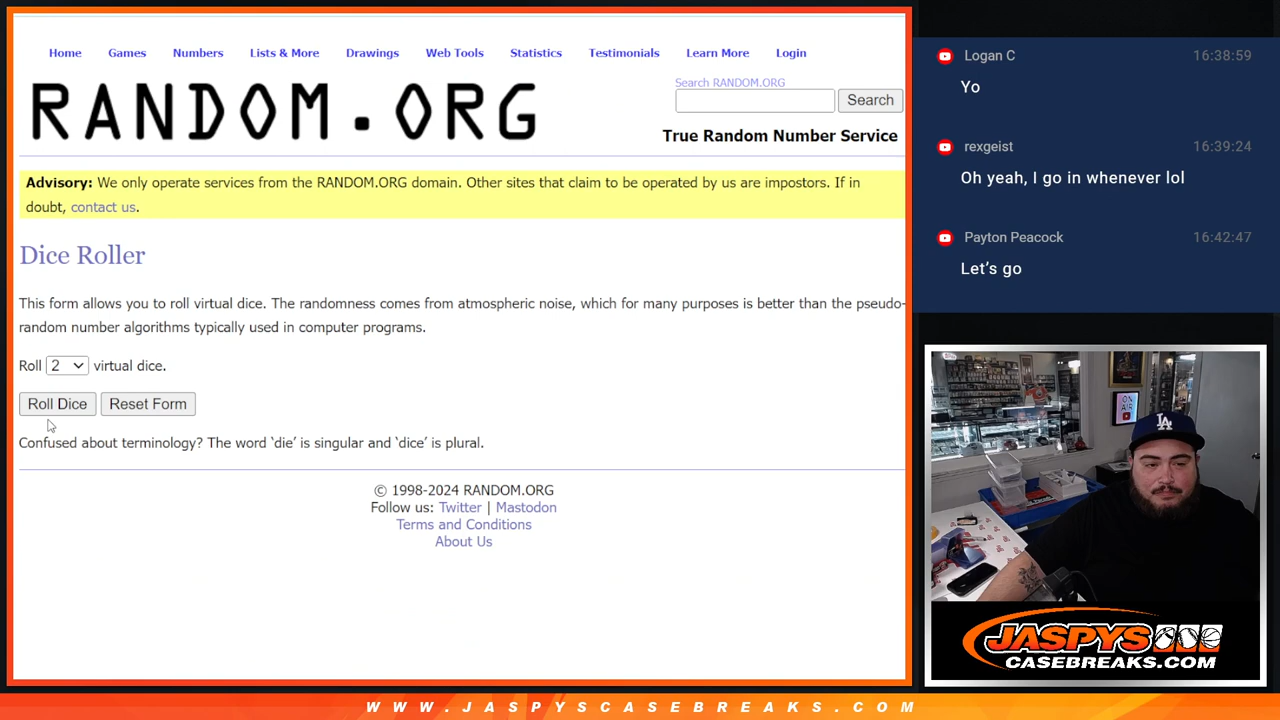 Home Games Numbers Lists & More Drawings Web Tools Statistics Testimonials Learn More Login
RANDOM.ORG
Search RANDOM.ORG
Search
True Random Number Service
Advisory: We only operate services from the RANDOM.ORG domain. Other sites that claim to be operated by us are impostors. If in
doubt, contact us.
Dice Roller
This form allows you to roll virtual dice. The randomness comes from atmospheric noise, which for many purposes is better than the pseudo-
random number algorithms typically used in computer programs.
Roll 2 virtual dice.
Roll Dice Reset Form
Confused about terminology? The word ‘die’ is singular and ‘dice’ is plural.
© 1998-2024 RANDOM.ORG
Follow us: Twitter | Mastodon
Terms and Conditions
About Us
Logan C 16:38:59
Yo
rexgeist 16:39:24
Oh yeah, I go in whenever lol
Payton Peacock 16:42:47
Let’s go
ON
AIR
LA
JASPYS
CASEBREAKS.COM
WWW.JASPYSCASEBREAKS.COM